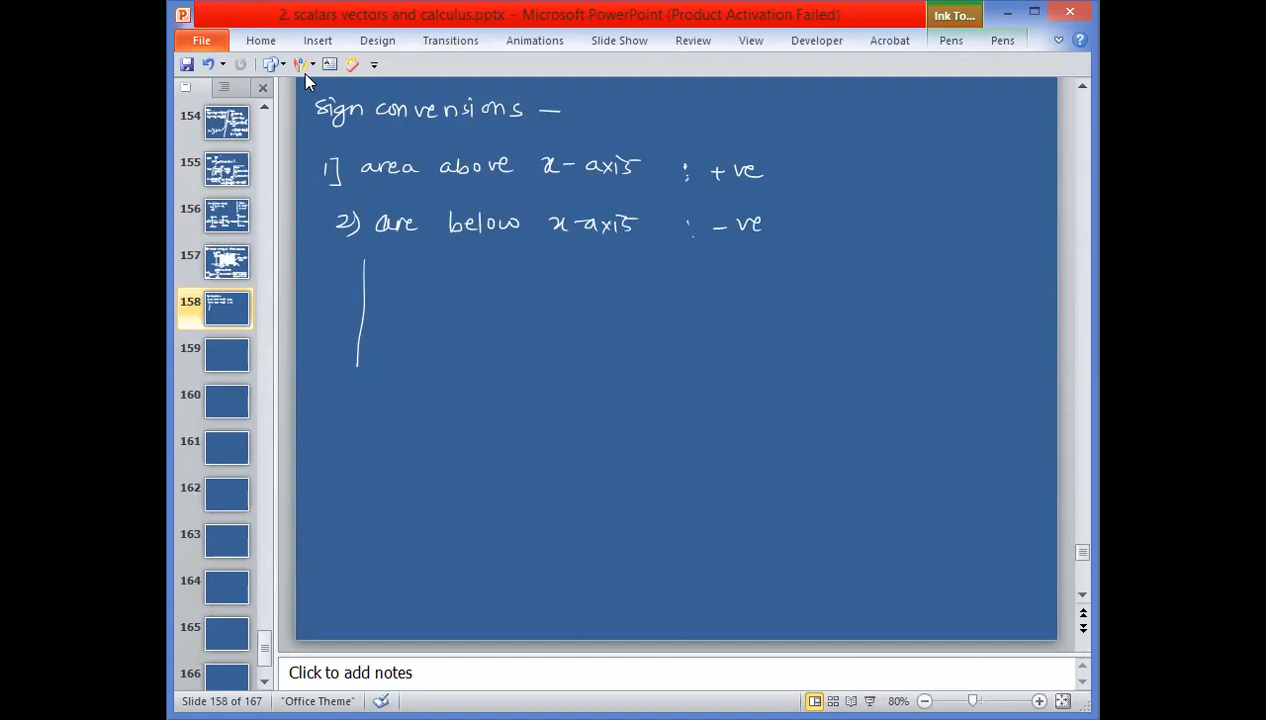 2. scalars vectors and calculus.pptx - Microsoft PowerPoint (Product Activation Failed)
Ink To...
File Home Insert Design Transitions Animations Slide Show Review View Developer Acrobat Pens Pens
154
155
156
157
158
159
160
161
162
163
164
165
166
Sign convensions —
1] area above x-axis : +ve
2) are below x-axis : -ve
Click to add notes
Slide 158 of 167 "Office Theme" 80%